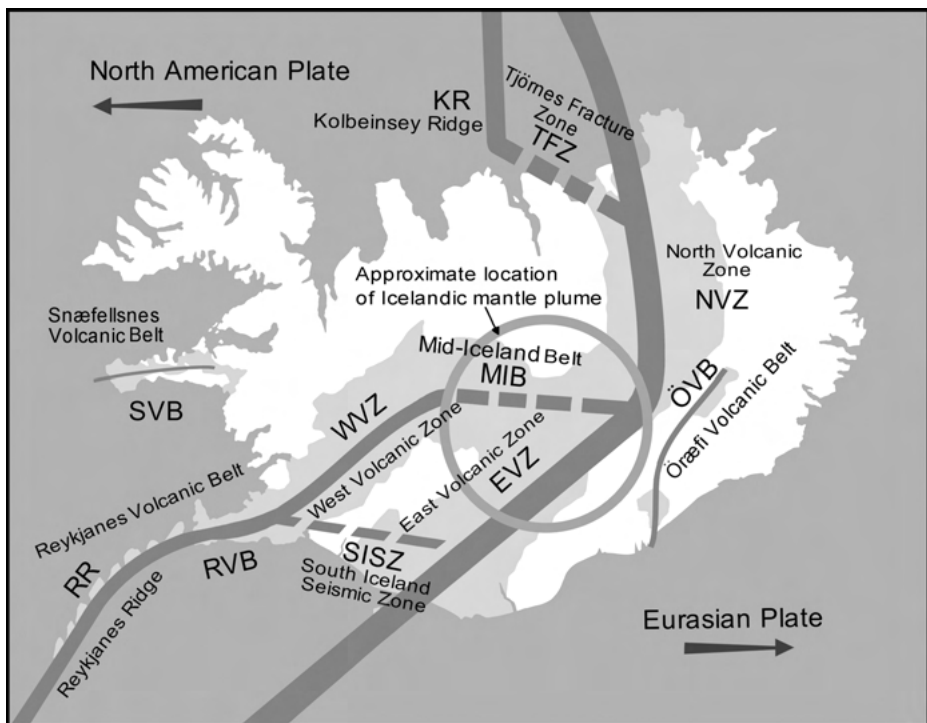 North American Plate
KR
Kolbeinsey Ridge
Tjörnes Fracture
Zone
TFZ
North Volcanic
Zone
NVZ
Approximate location
of Icelandic mantle plume
Snæfellsnes
Volcanic Belt
SVB
Mid-Iceland Belt
MIB
ÖVB
Öræfi Volcanic Belt
WVZ
West Volcanic Zone
East Volcanic Zone
EVZ
Reykjanes Volcanic Belt
RVB
RR
Reykjanes Ridge
SISZ
South Iceland
Seismic Zone
Eurasian Plate